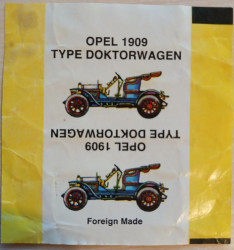 OPEL 1909
TYPE DOKTORWAGEN
TYPE DOKTORWAGEN
OPEL 1909
Foreign Made